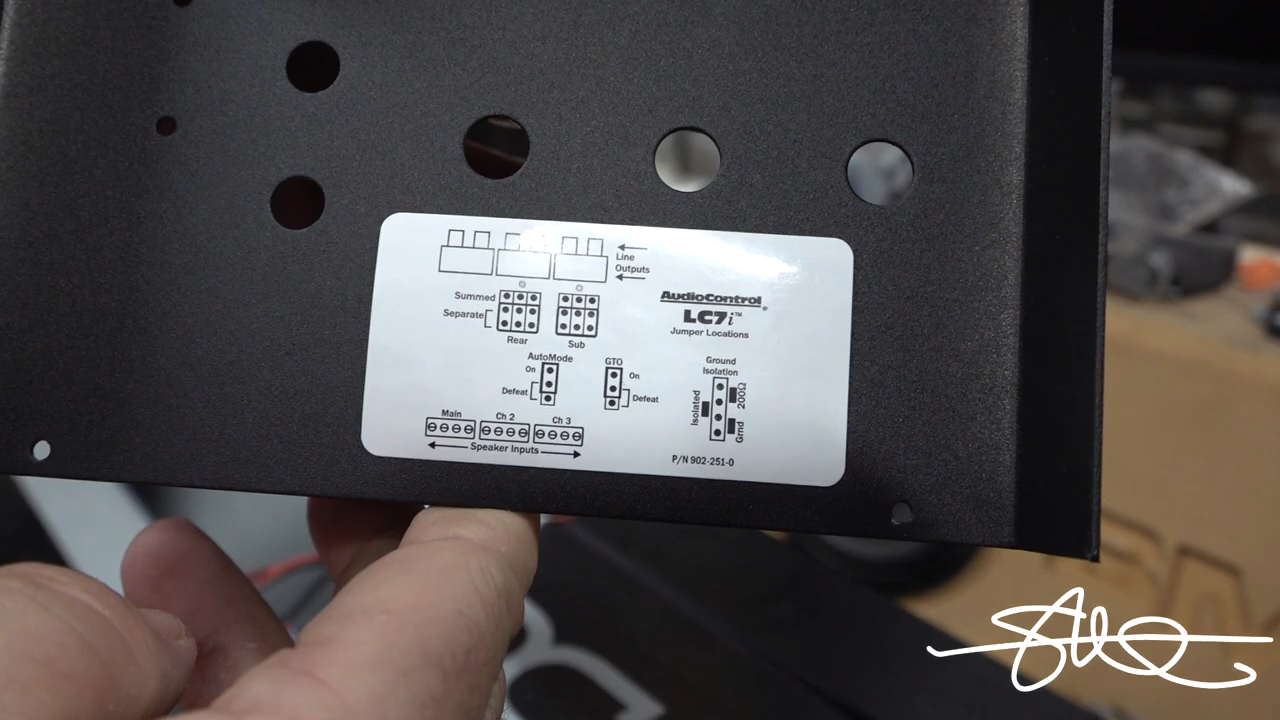 Line
Outputs
Summed
Separate
Rear
Sub
AudioControl®
LC7i™
Jumper Locations
AutoMode
On
Defeat
GTO
On
Defeat
Ground
Isolation
Isolated
200Ω
Grnd
Main
Ch 2
Ch 3
Speaker Inputs
P/N 902-251-0